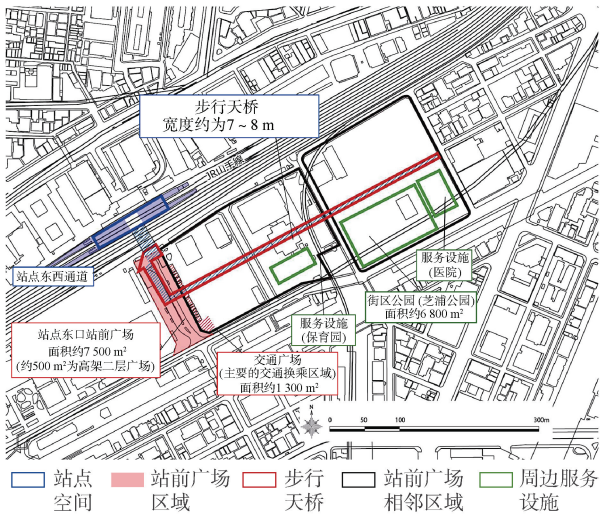 步行天桥
宽度约为7~8 m
JR山手線
站点东西通道
服务设施
(医院)
街区公园(芝浦公园)
面积约6 800 m²
服务设施
(保育园)
站点东口站前广场
面积约7 500 m²
(约500 m²为高架二层广场)
交通广场
(主要的交通换乘区域)
面积约1 300 m²
N
0 50 100 300m
站点
空间
站前广场
区域
步行
天桥
站前广场
相邻区域
周边服务
设施